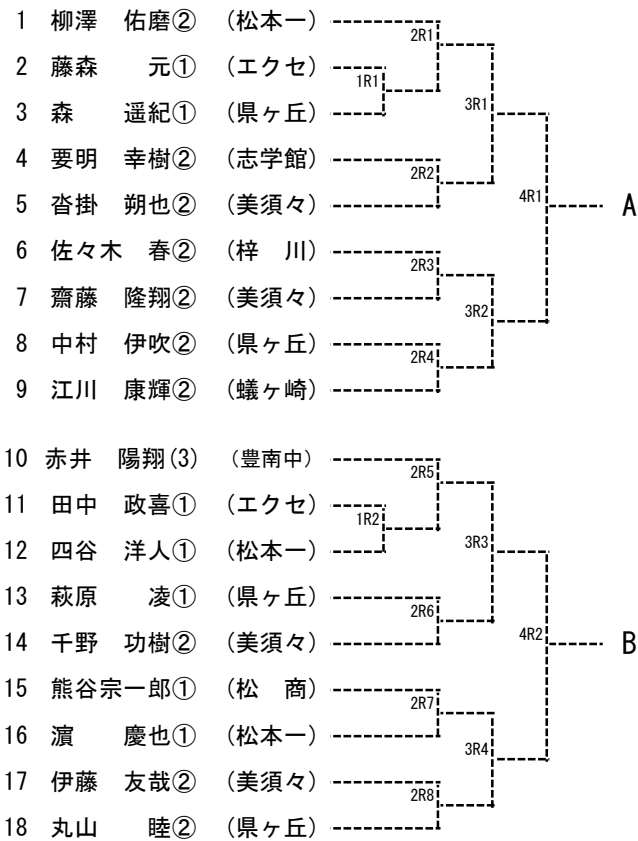 1 柳澤 佑磨② (松本一)
2R1
2 藤森 元① (エクセ)
1R1
3 森 遥紀① (県ヶ丘)
3R1
4 要明 幸樹② (志学館)
2R2
5 沓掛 朔也② (美須々)
4R1
A
6 佐々木 春② (梓 川)
2R3
7 齋藤 隆翔② (美須々)
3R2
8 中村 伊吹② (県ヶ丘)
2R4
9 江川 康輝② (蟻ヶ崎)
10 赤井 陽翔(3) (豊南中)
2R5
11 田中 政喜① (エクセ)
1R2
12 四谷 洋人① (松本一)
3R3
13 萩原 凌① (県ヶ丘)
2R6
14 千野 功樹② (美須々)
4R2
B
15 熊谷宗一郎① (松 商)
2R7
16 濵 慶也① (松本一)
3R4
17 伊藤 友哉② (美須々)
2R8
18 丸山 睦② (県ヶ丘)